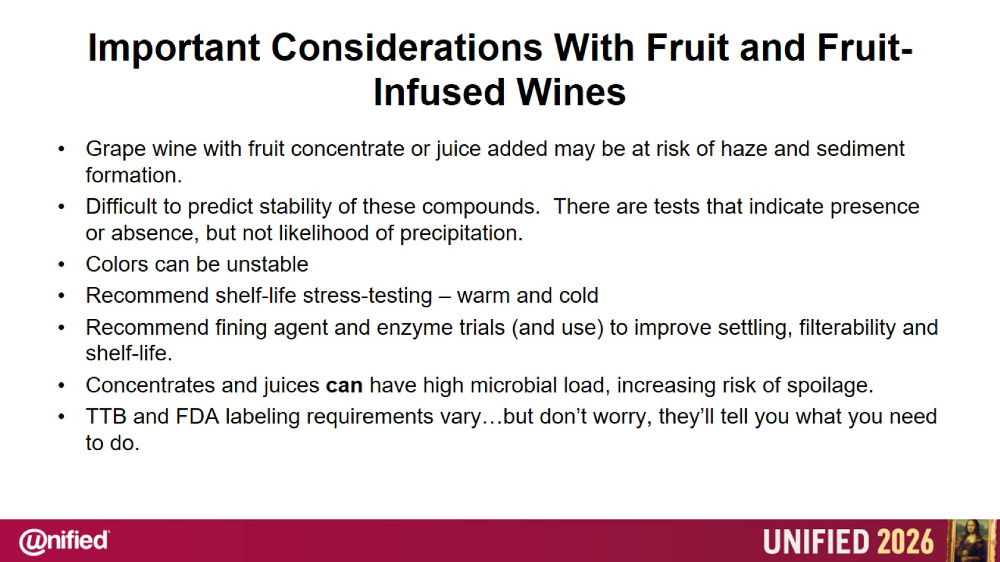 Important Considerations With Fruit and Fruit-
Infused Wines
• Grape wine with fruit concentrate or juice added may be at risk of haze and sediment
formation.
• Difficult to predict stability of these compounds.  There are tests that indicate presence
or absence, but not likelihood of precipitation.
• Colors can be unstable
• Recommend shelf-life stress-testing – warm and cold
• Recommend fining agent and enzyme trials (and use) to improve settling, filterability and
shelf-life.
• Concentrates and juices can have high microbial load, increasing risk of spoilage.
• TTB and FDA labeling requirements vary…but don’t worry, they’ll tell you what you need
to do.
unified®
UNIFIED 2026